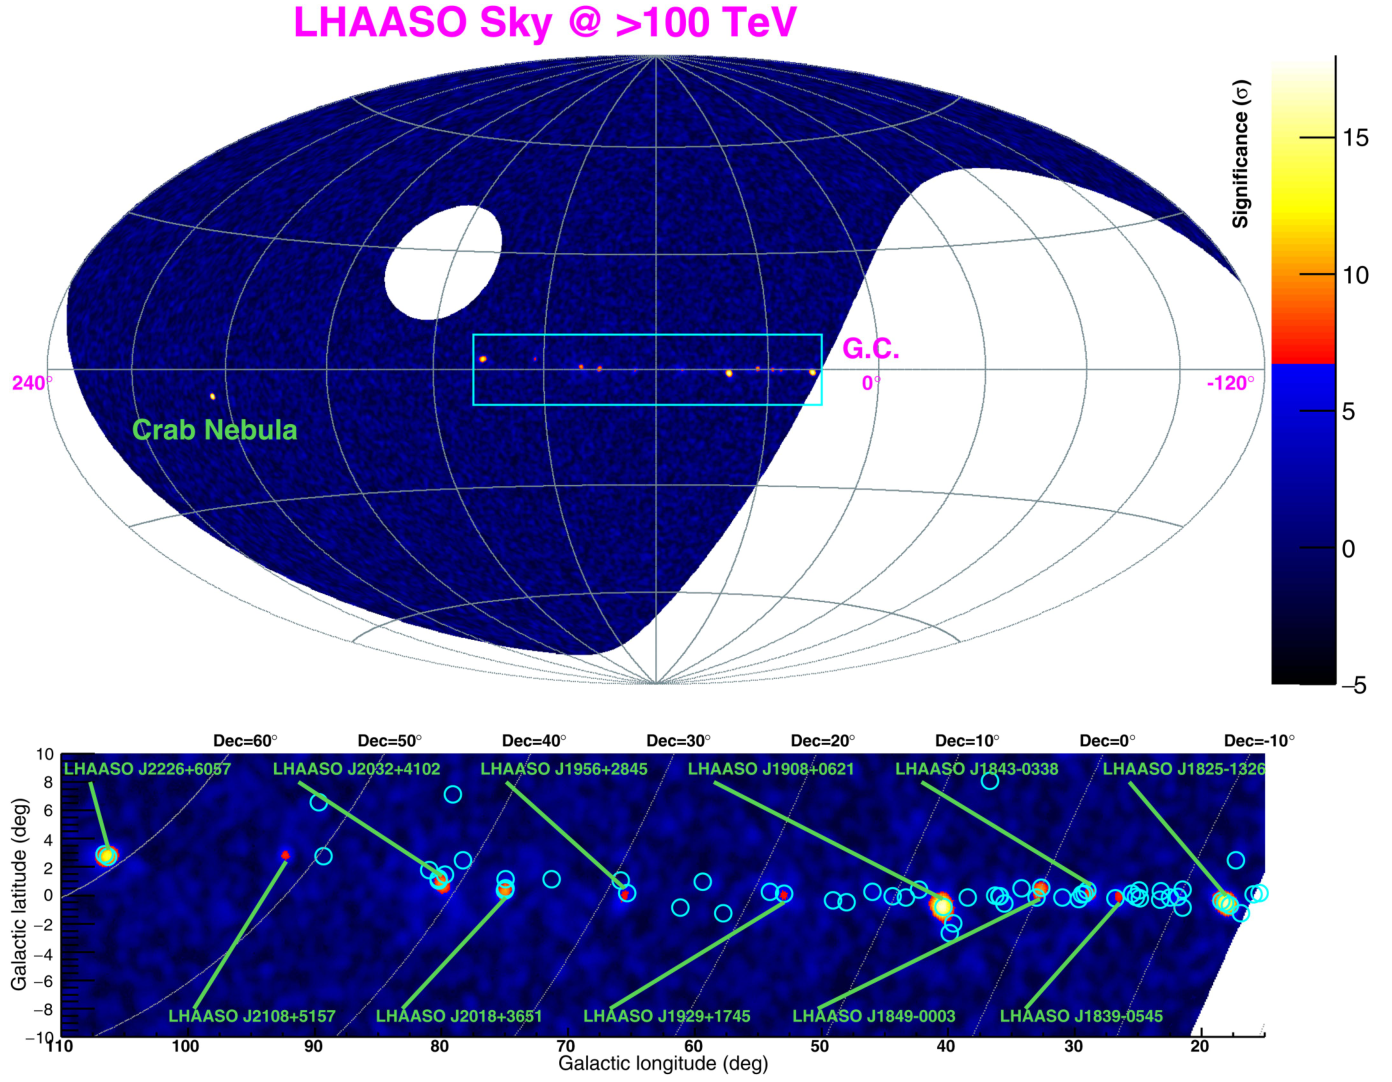 LHAASO Sky @ >100 TeV
Significance (σ)
15
10
5
0
−5
G.C.
240°
0°
-120°
Crab Nebula
Dec=60° Dec=50° Dec=40° Dec=30° Dec=20° Dec=10° Dec=0° Dec=-10°
LHAASO J2226+6057 LHAASO J2032+4102 LHAASO J1956+2845 LHAASO J1908+0621 LHAASO J1843-0338 LHAASO J1825-1326
Galactic latitude (deg)
10
8
6
4
2
0
−2
−4
−6
−8
−10
LHAASO J2108+5157 LHAASO J2018+3651 LHAASO J1929+1745 LHAASO J1849-0003 LHAASO J1839-0545
110 100 90 80 70 60 50 40 30 20
Galactic longitude (deg)